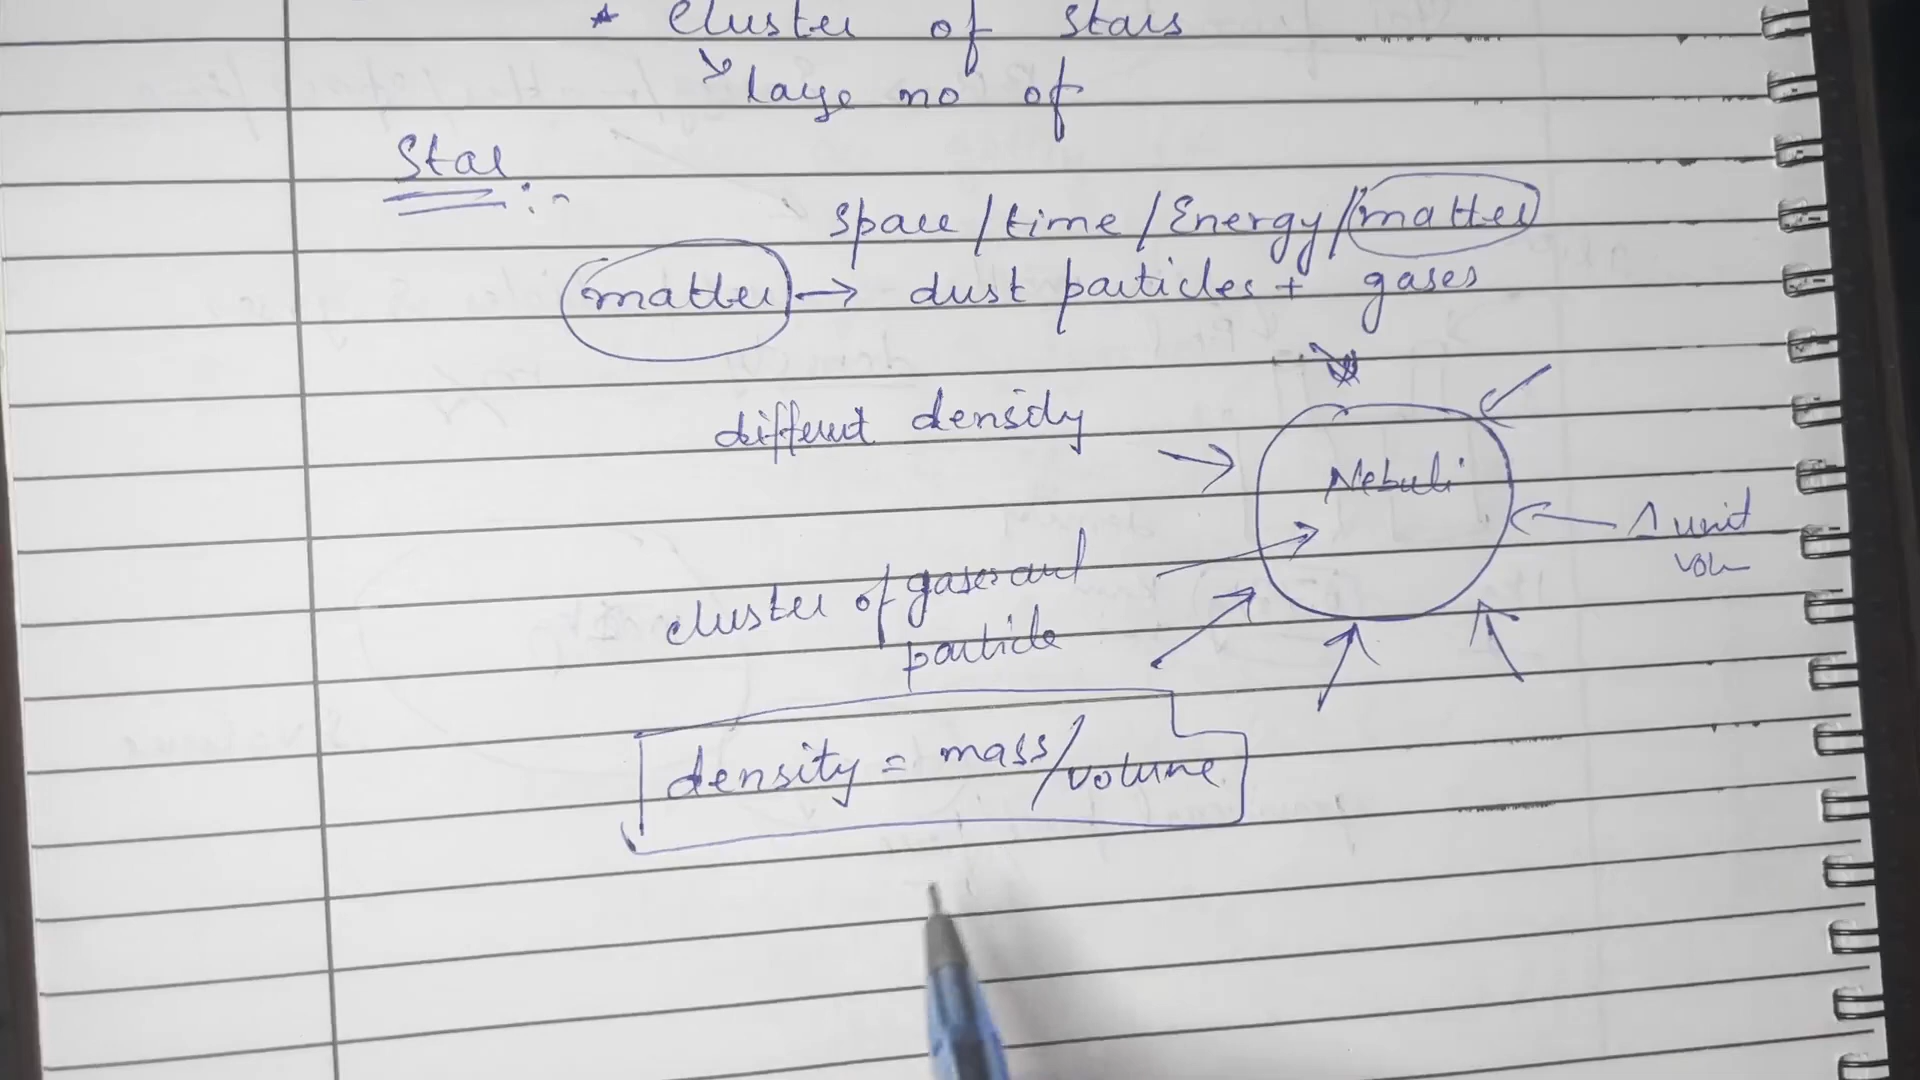 * Cluster of stars
large no of
Star :-
space / time / Energy / matter
matter → dust particles + gases
different density
Nebuli
1 unit
vol
cluster of gases and
particle
density = mass/volume